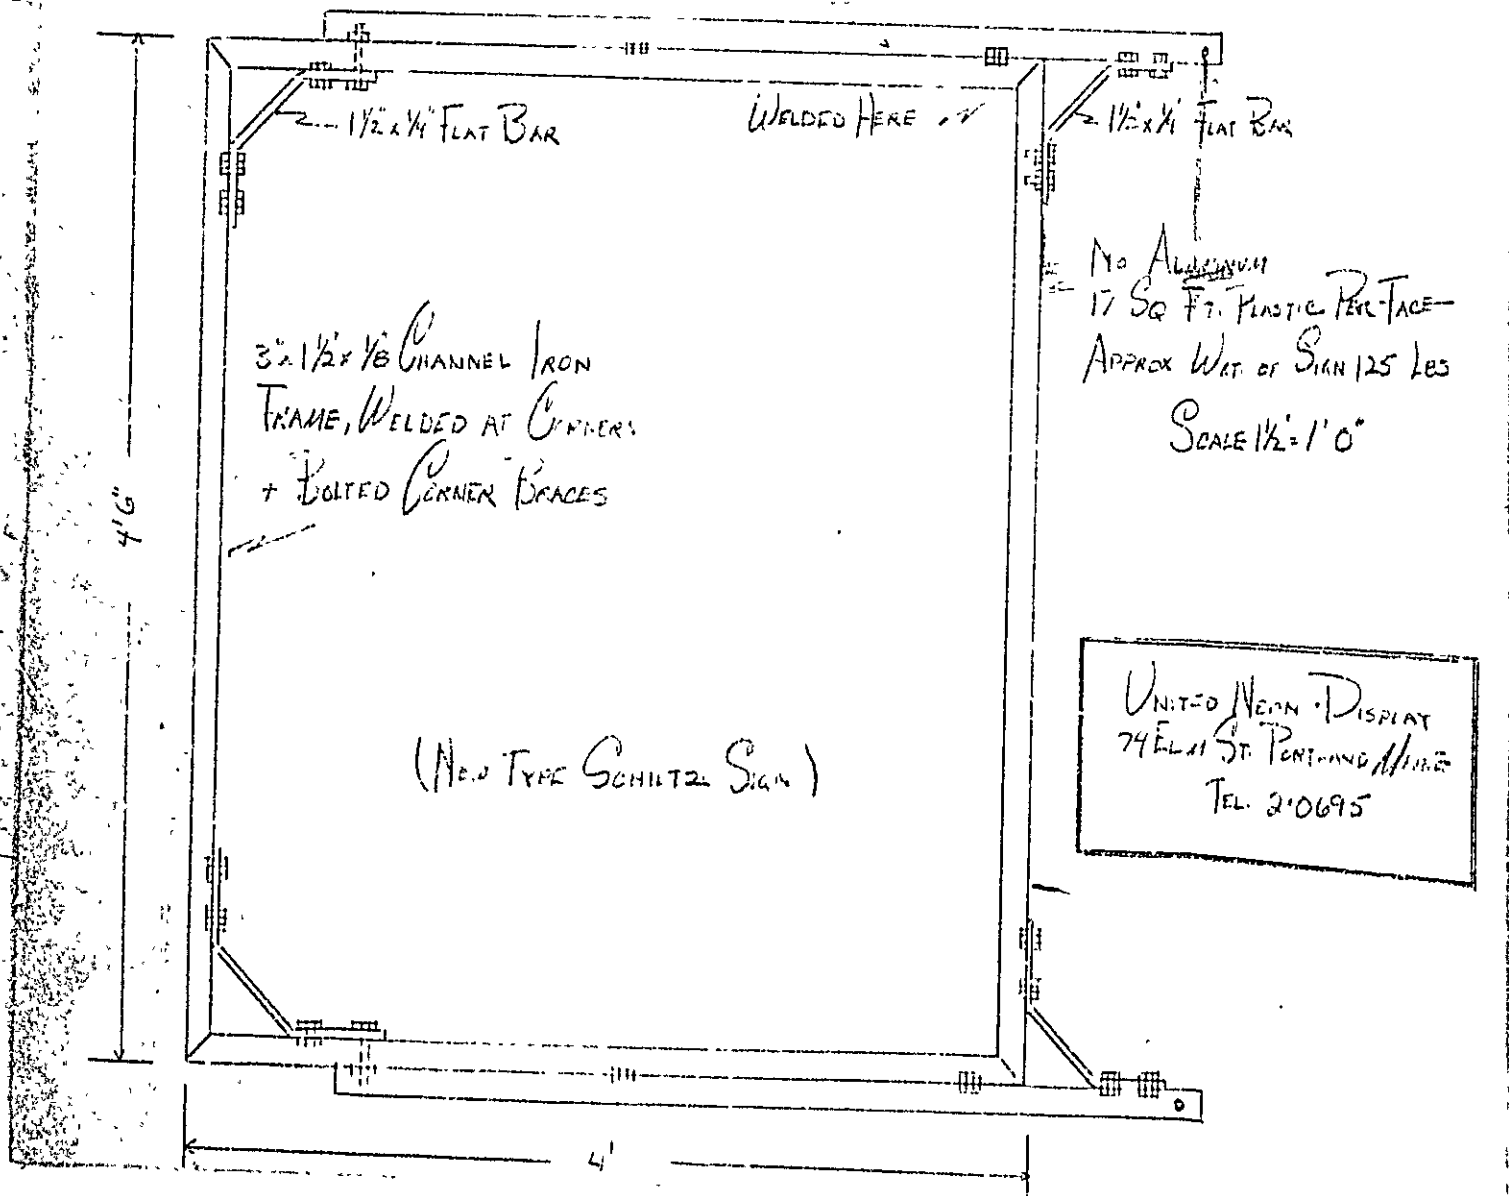 1½" x ¼" FLAT BAR
WELDED HERE
1½" x ¼" FLAT BAR
NO ALUMINUM
17 SQ FT. PLASTIC PER-FACE—
APPROX WGT. OF SIGN 125 LBS
SCALE 1½" = 1' 0"
3" x 1½" x ⅛ CHANNEL IRON
FRAME, WELDED AT CORNERS
+ BOLTED CORNER BRACES
4' 6"
(NEW TYPE SCHLITZ SIGN)
UNITED NEON · DISPLAY
74 ELM ST. PORTLAND MAINE
TEL. 2·0695
4'